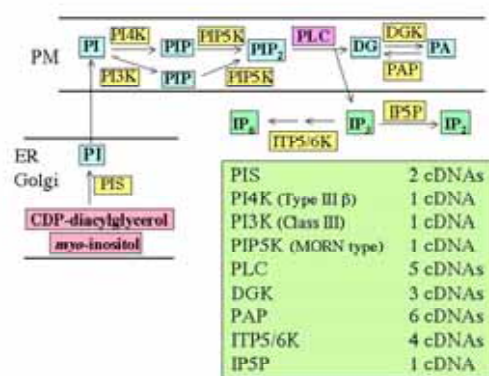 PI4K PIP5K PLC DGK
PM PI PIP PIP2 DG PA
PI3K PIP PIP5K PAP
IP5P
IP6 IP3 IP2
ITP5/6K
ER PI
Golgi PIS
CDP-diacylglycerol
myo-inositol
PIS 2 cDNAs
PI4K (Type III β) 1 cDNA
PI3K (Class III) 1 cDNA
PIP5K (MORN type) 1 cDNA
PLC 5 cDNAs
DGK 3 cDNAs
PAP 6 cDNAs
ITP5/6K 4 cDNAs
IP5P 1 cDNA